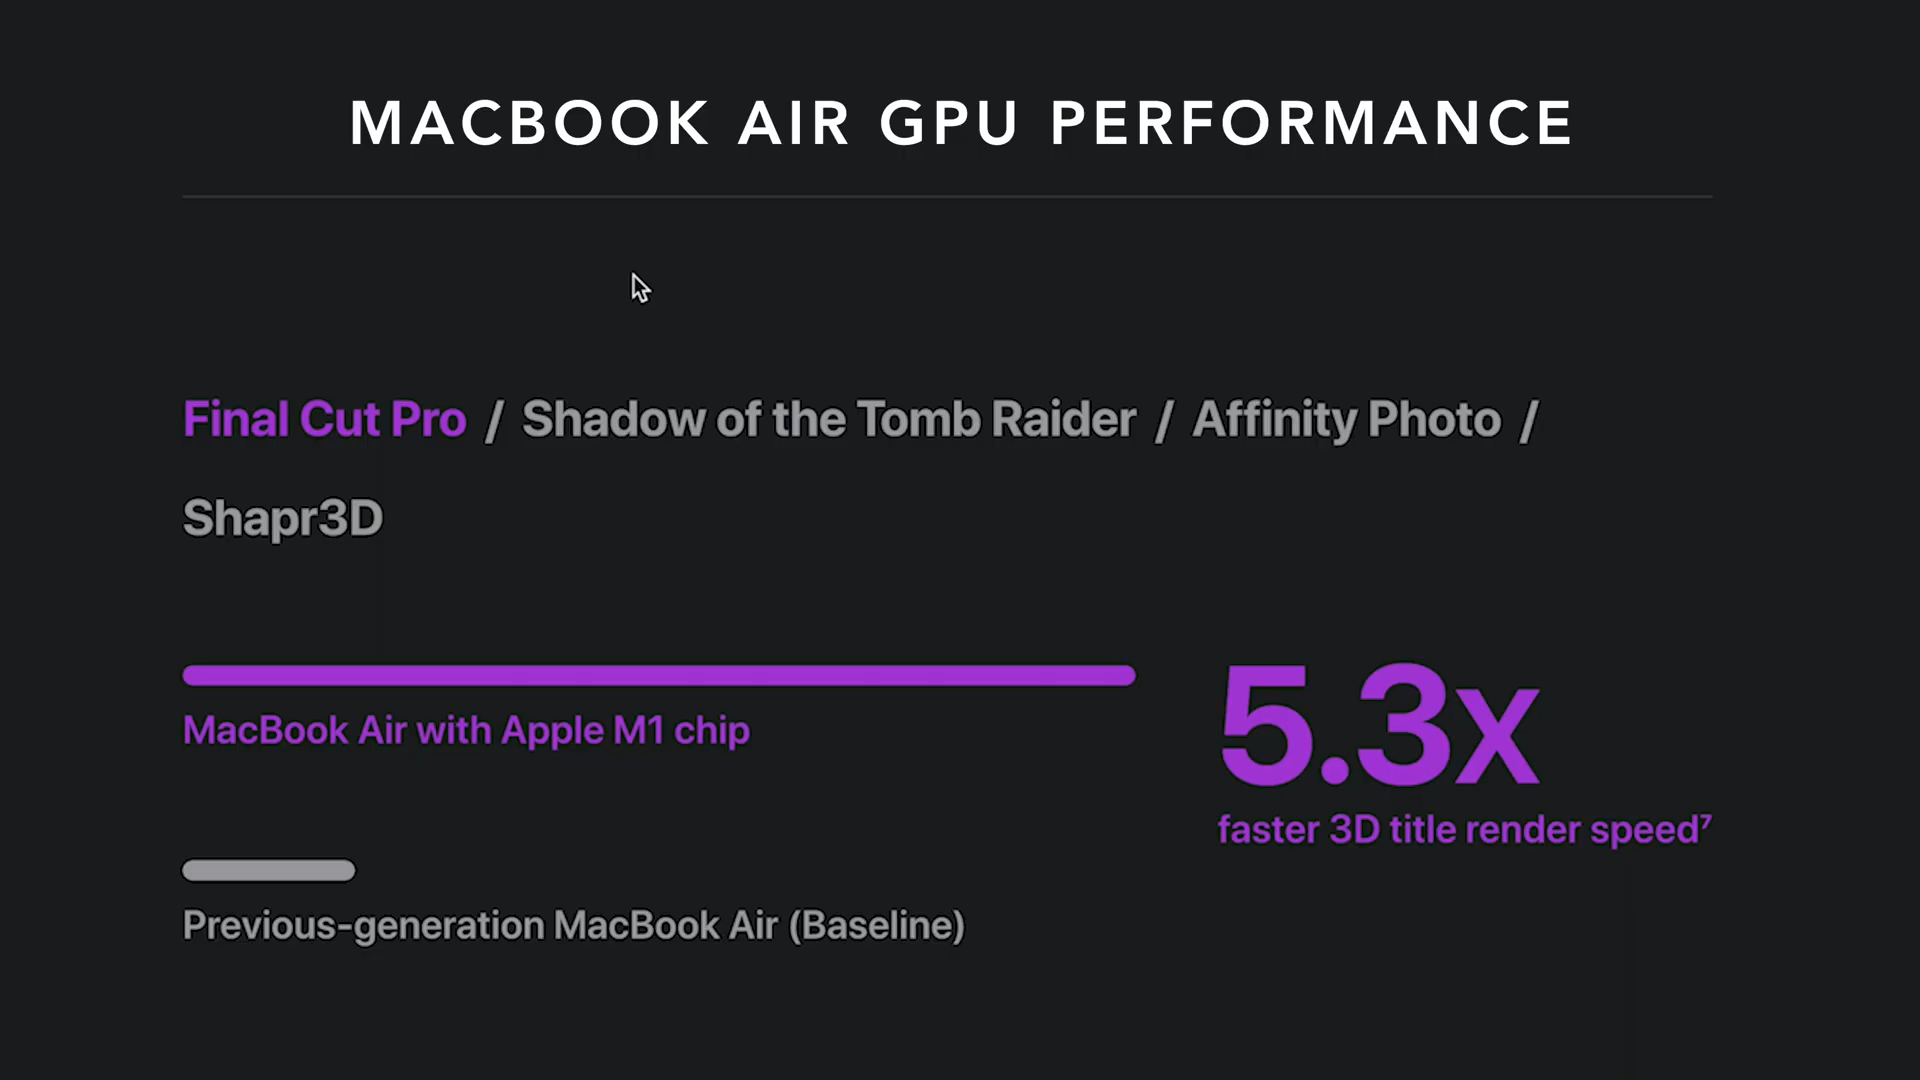 MACBOOK AIR GPU PERFORMANCE
Final Cut Pro / Shadow of the Tomb Raider / Affinity Photo /
Shapr3D
MacBook Air with Apple M1 chip
5.3x
faster 3D title render speed⁷
Previous-generation MacBook Air (Baseline)